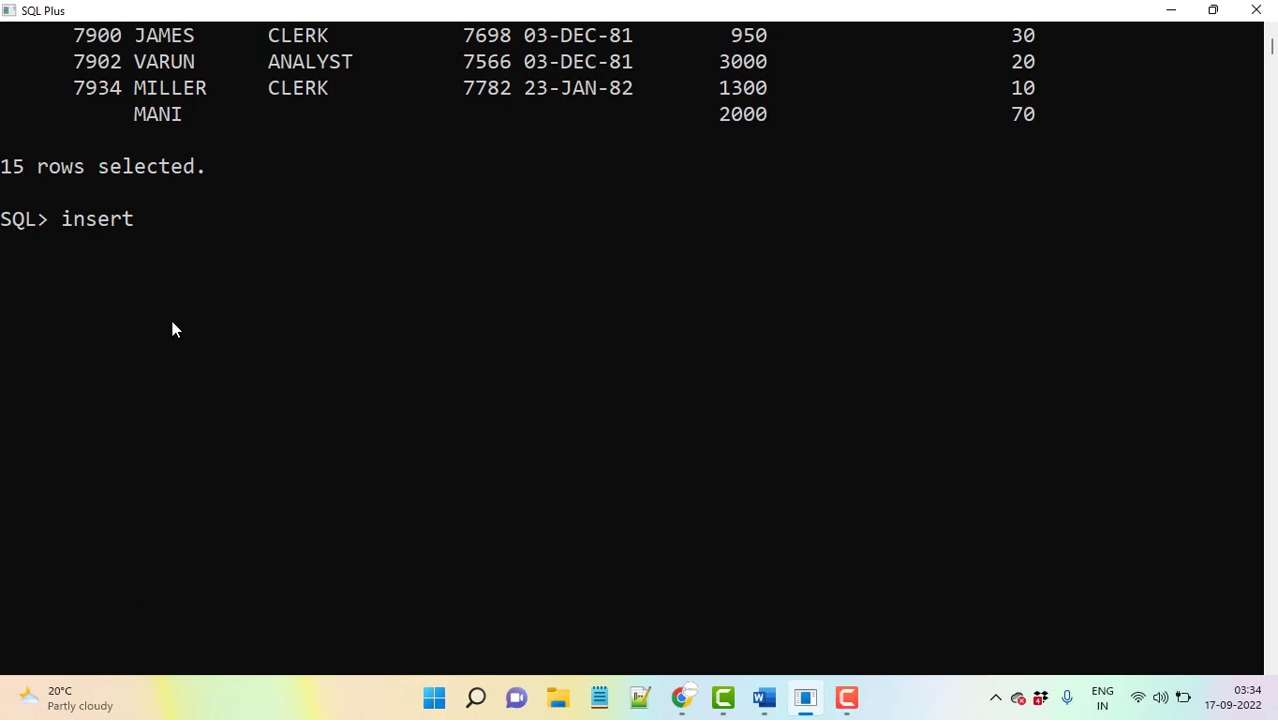 SQL Plus
7900 JAMES CLERK 7698 03-DEC-81 950 30
7902 VARUN ANALYST 7566 03-DEC-81 3000 20
7934 MILLER CLERK 7782 23-JAN-82 1300 10
MANI 2000 70
15 rows selected.
SQL> insert
20°C
Partly cloudy
4
ENG
IN
03:34
17-09-2022